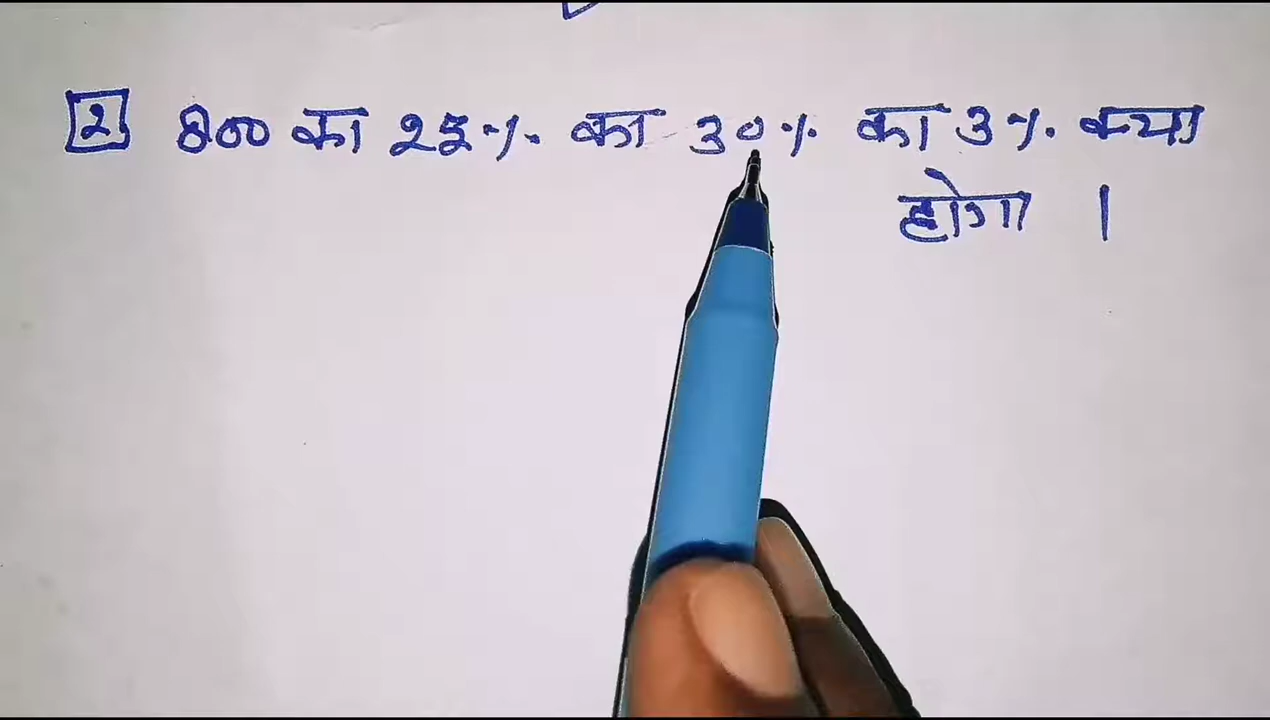 2 800 का 25% का 30% का 3% क्या
होगा ।